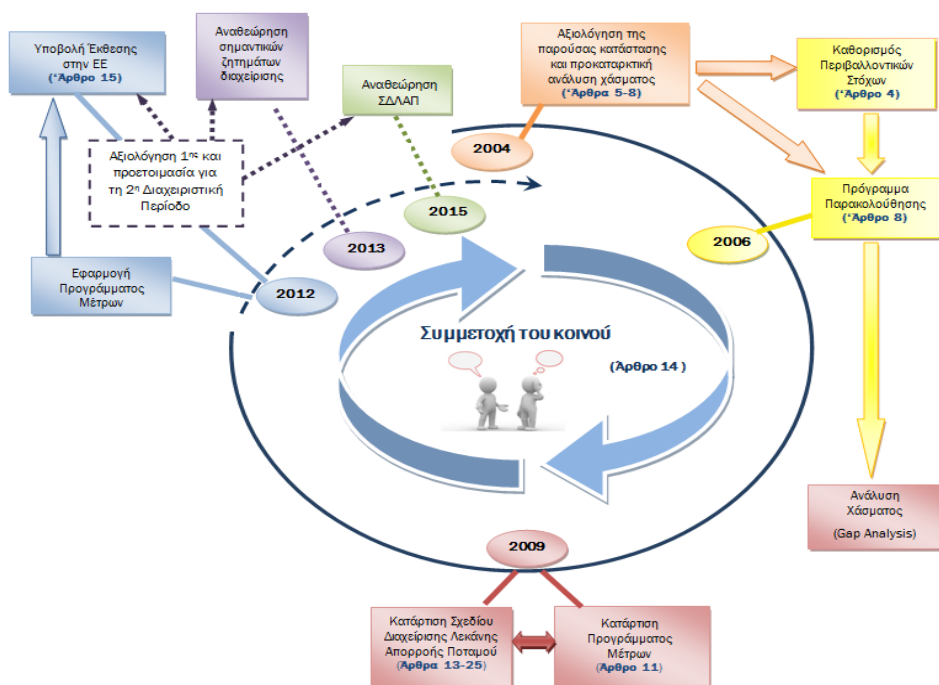 Υποβολή Έκθεσης
στην ΕΕ
(‘Άρθρο 15)
Αναθεώρηση
σημαντικών
ζητημάτων
διαχείρισης
Αναθεώρηση
ΣΔΛΑΠ
Αξιολόγηση της
παρούσας κατάστασης
και προκαταρκτική
ανάλυση χάσματος
(‘Άρθρα 5-8)
Καθορισμός
Περιβαλλοντικών
Στόχων
(‘Άρθρο 4)
Αξιολόγηση 1ης και
προετοιμασία για
τη 2η Διαχειριστική
Περίοδο
2004
Πρόγραμμα
Παρακολούθησης
(‘Άρθρο 8)
2015
2013
2006
Εφαρμογή
Προγράμματος
Μέτρων
2012
Συμμετοχή του κοινού
(Άρθρο 14 )
Ανάλυση
Χάσματος
(Gap Analysis)
2009
Κατάρτιση Σχεδίου
Διαχείρισης Λεκάνης
Απορροής Ποταμού
(Άρθρα 13-25)
Κατάρτιση
Προγράμματος
Μέτρων
(Άρθρο 11)